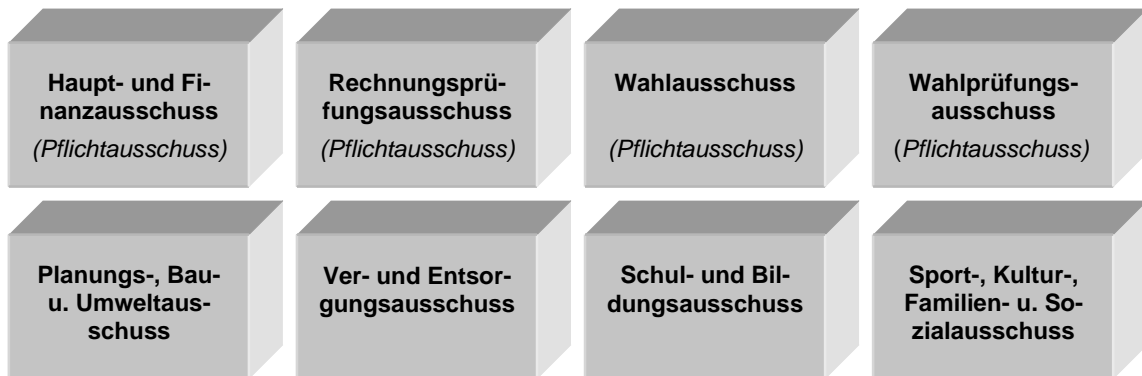 Haupt- und Fi-
nanzausschuss
(Pflichtausschuss)
Rechnungsprü-
fungsausschuss
(Pflichtausschuss)
Wahlausschuss
(Pflichtausschuss)
Wahlprüfungs-
ausschuss
(Pflichtausschuss)
Planungs-, Bau-
u. Umweltaus-
schuss
Ver- und Entsor-
gungsausschuss
Schul- und Bil-
dungsausschuss
Sport-, Kultur-,
Familien- u. So-
zialausschuss